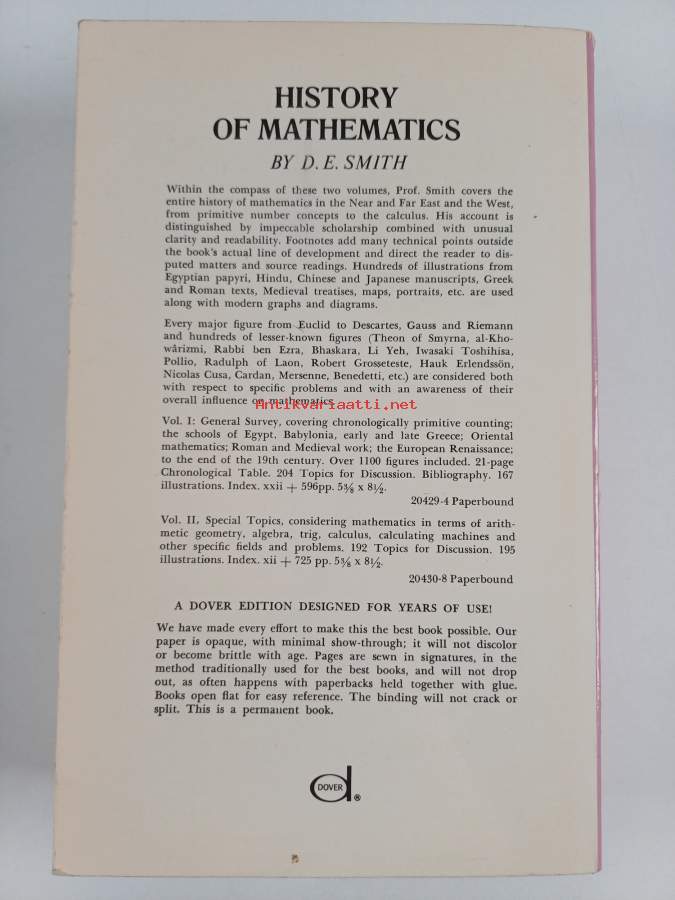 HISTORY
OF MATHEMATICS
BY D. E. SMITH
Within the compass of these two volumes, Prof. Smith covers the
entire history of mathematics in the Near and Far East and the West,
from primitive number concepts to the calculus. His account is
distinguished by impeccable scholarship combined with unusual
clarity and readability. Footnotes add many technical points outside
the book's actual line of development and direct the reader to dis-
puted matters and source readings. Hundreds of illustrations from
Egyptian papyri, Hindu, Chinese and Japanese manuscripts, Greek
and Roman texts, Medieval treatises, maps, portraits, etc. are used
along with modern graphs and diagrams.
Every major figure from Euclid to Descartes, Gauss and Riemann
and hundreds of lesser-known figures (Theon of Smyrna, al-Kho-
wârizmi, Rabbi ben Ezra, Bhaskara, Li Yeh, Iwasaki Toshihisa,
Pollio, Radulph of Laon, Robert Grosseteste, Hauk Erlendssön,
Nicolas Cusa, Cardan, Mersenne, Benedetti, etc.) are considered both
with respect to specific problems and with an awareness of their
overall influence on mathematics.
Antikvariaatti.net
Vol. I: General Survey, covering chronologically primitive counting;
the schools of Egypt, Babylonia, early and late Greece; Oriental
mathematics; Roman and Medieval work; the European Renaissance;
to the end of the 19th century. Over 1100 figures included. 21-page
Chronological Table. 204 Topics for Discussion. Bibliography. 167
illustrations. Index. xxii + 596pp. 5⅜ x 8½.
20429-4 Paperbound
Vol. II, Special Topics, considering mathematics in terms of arith-
metic geometry, algebra, trig, calculus, calculating machines and
other specific fields and problems. 192 Topics for Discussion. 195
illustrations. Index. xii + 725 pp. 5⅜ x 8½.
20430-8 Paperbound
A DOVER EDITION DESIGNED FOR YEARS OF USE!
We have made every effort to make this the best book possible. Our
paper is opaque, with minimal show-through; it will not discolor
or become brittle with age. Pages are sewn in signatures, in the
method traditionally used for the best books, and will not drop
out, as often happens with paperbacks held together with glue.
Books open flat for easy reference. The binding will not crack or
split. This is a permanent book.
DOVER ®